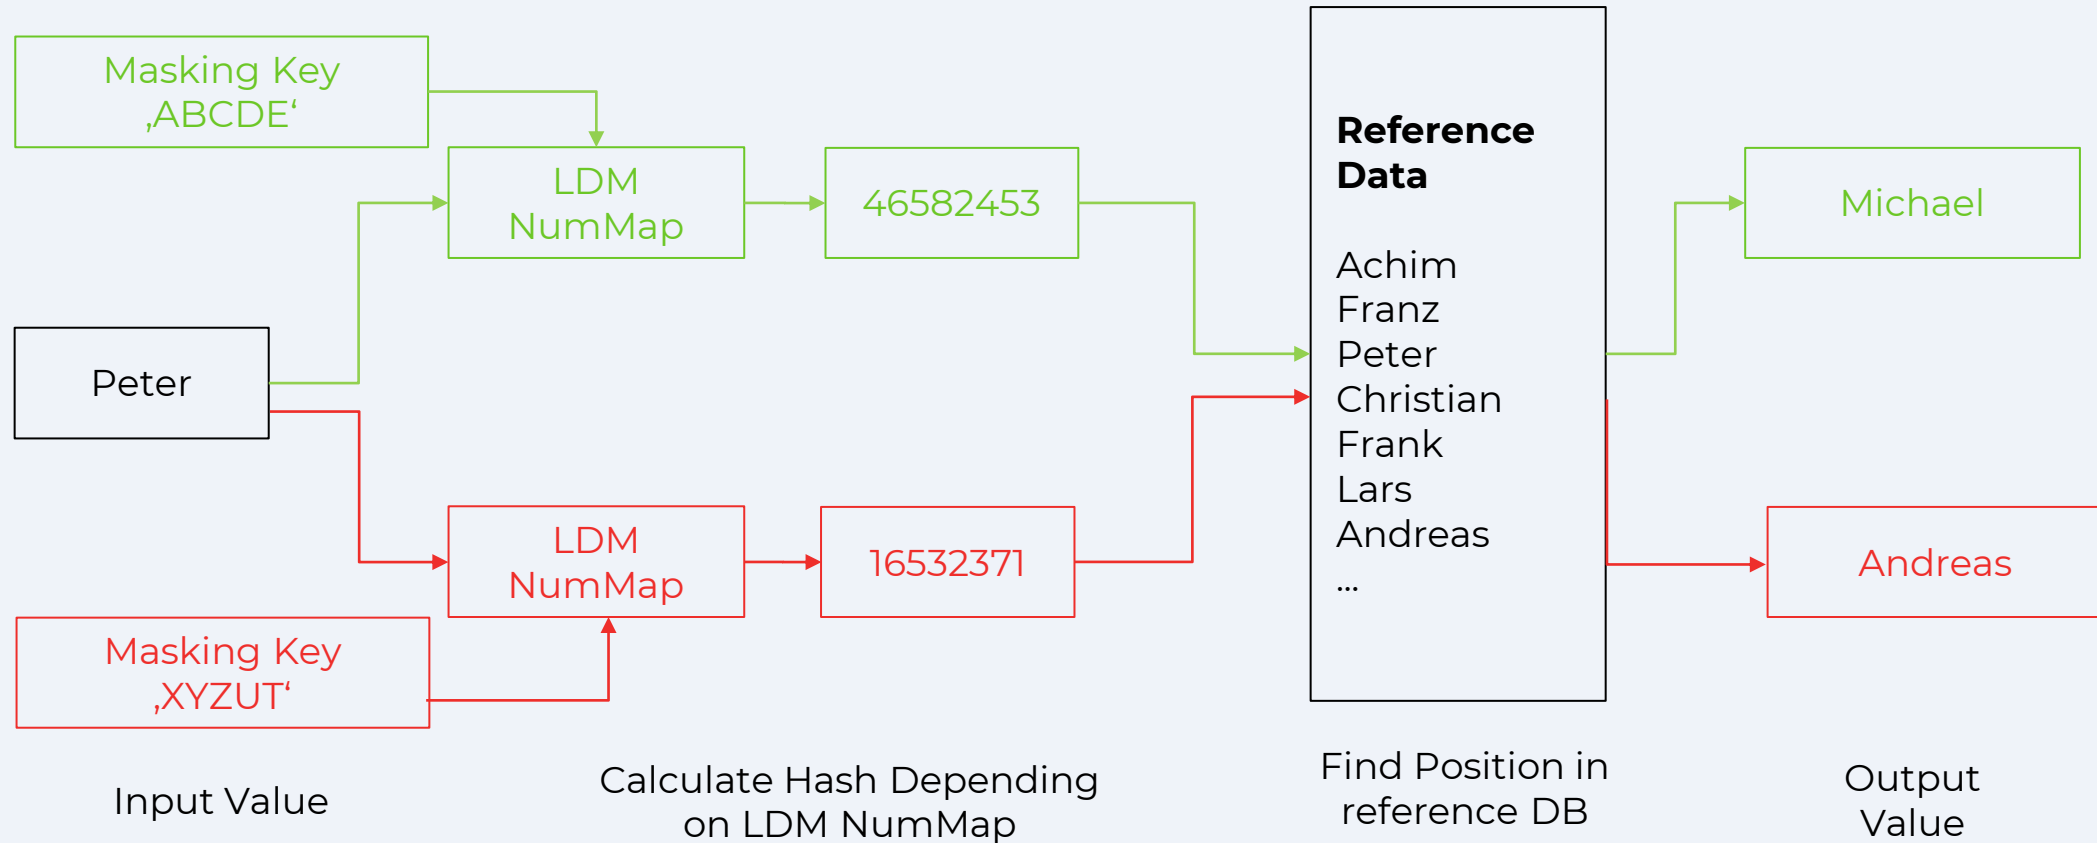 Masking Key
‚ABCDE‘
LDM
NumMap
46582453
Peter
LDM
NumMap
16532371
Masking Key
‚XYZUT‘
Reference
Data
Achim
Franz
Peter
Christian
Frank
Lars
Andreas
...
Michael
Andreas
Input Value
Calculate Hash Depending
on LDM NumMap
Find Position in
reference DB
Output
Value